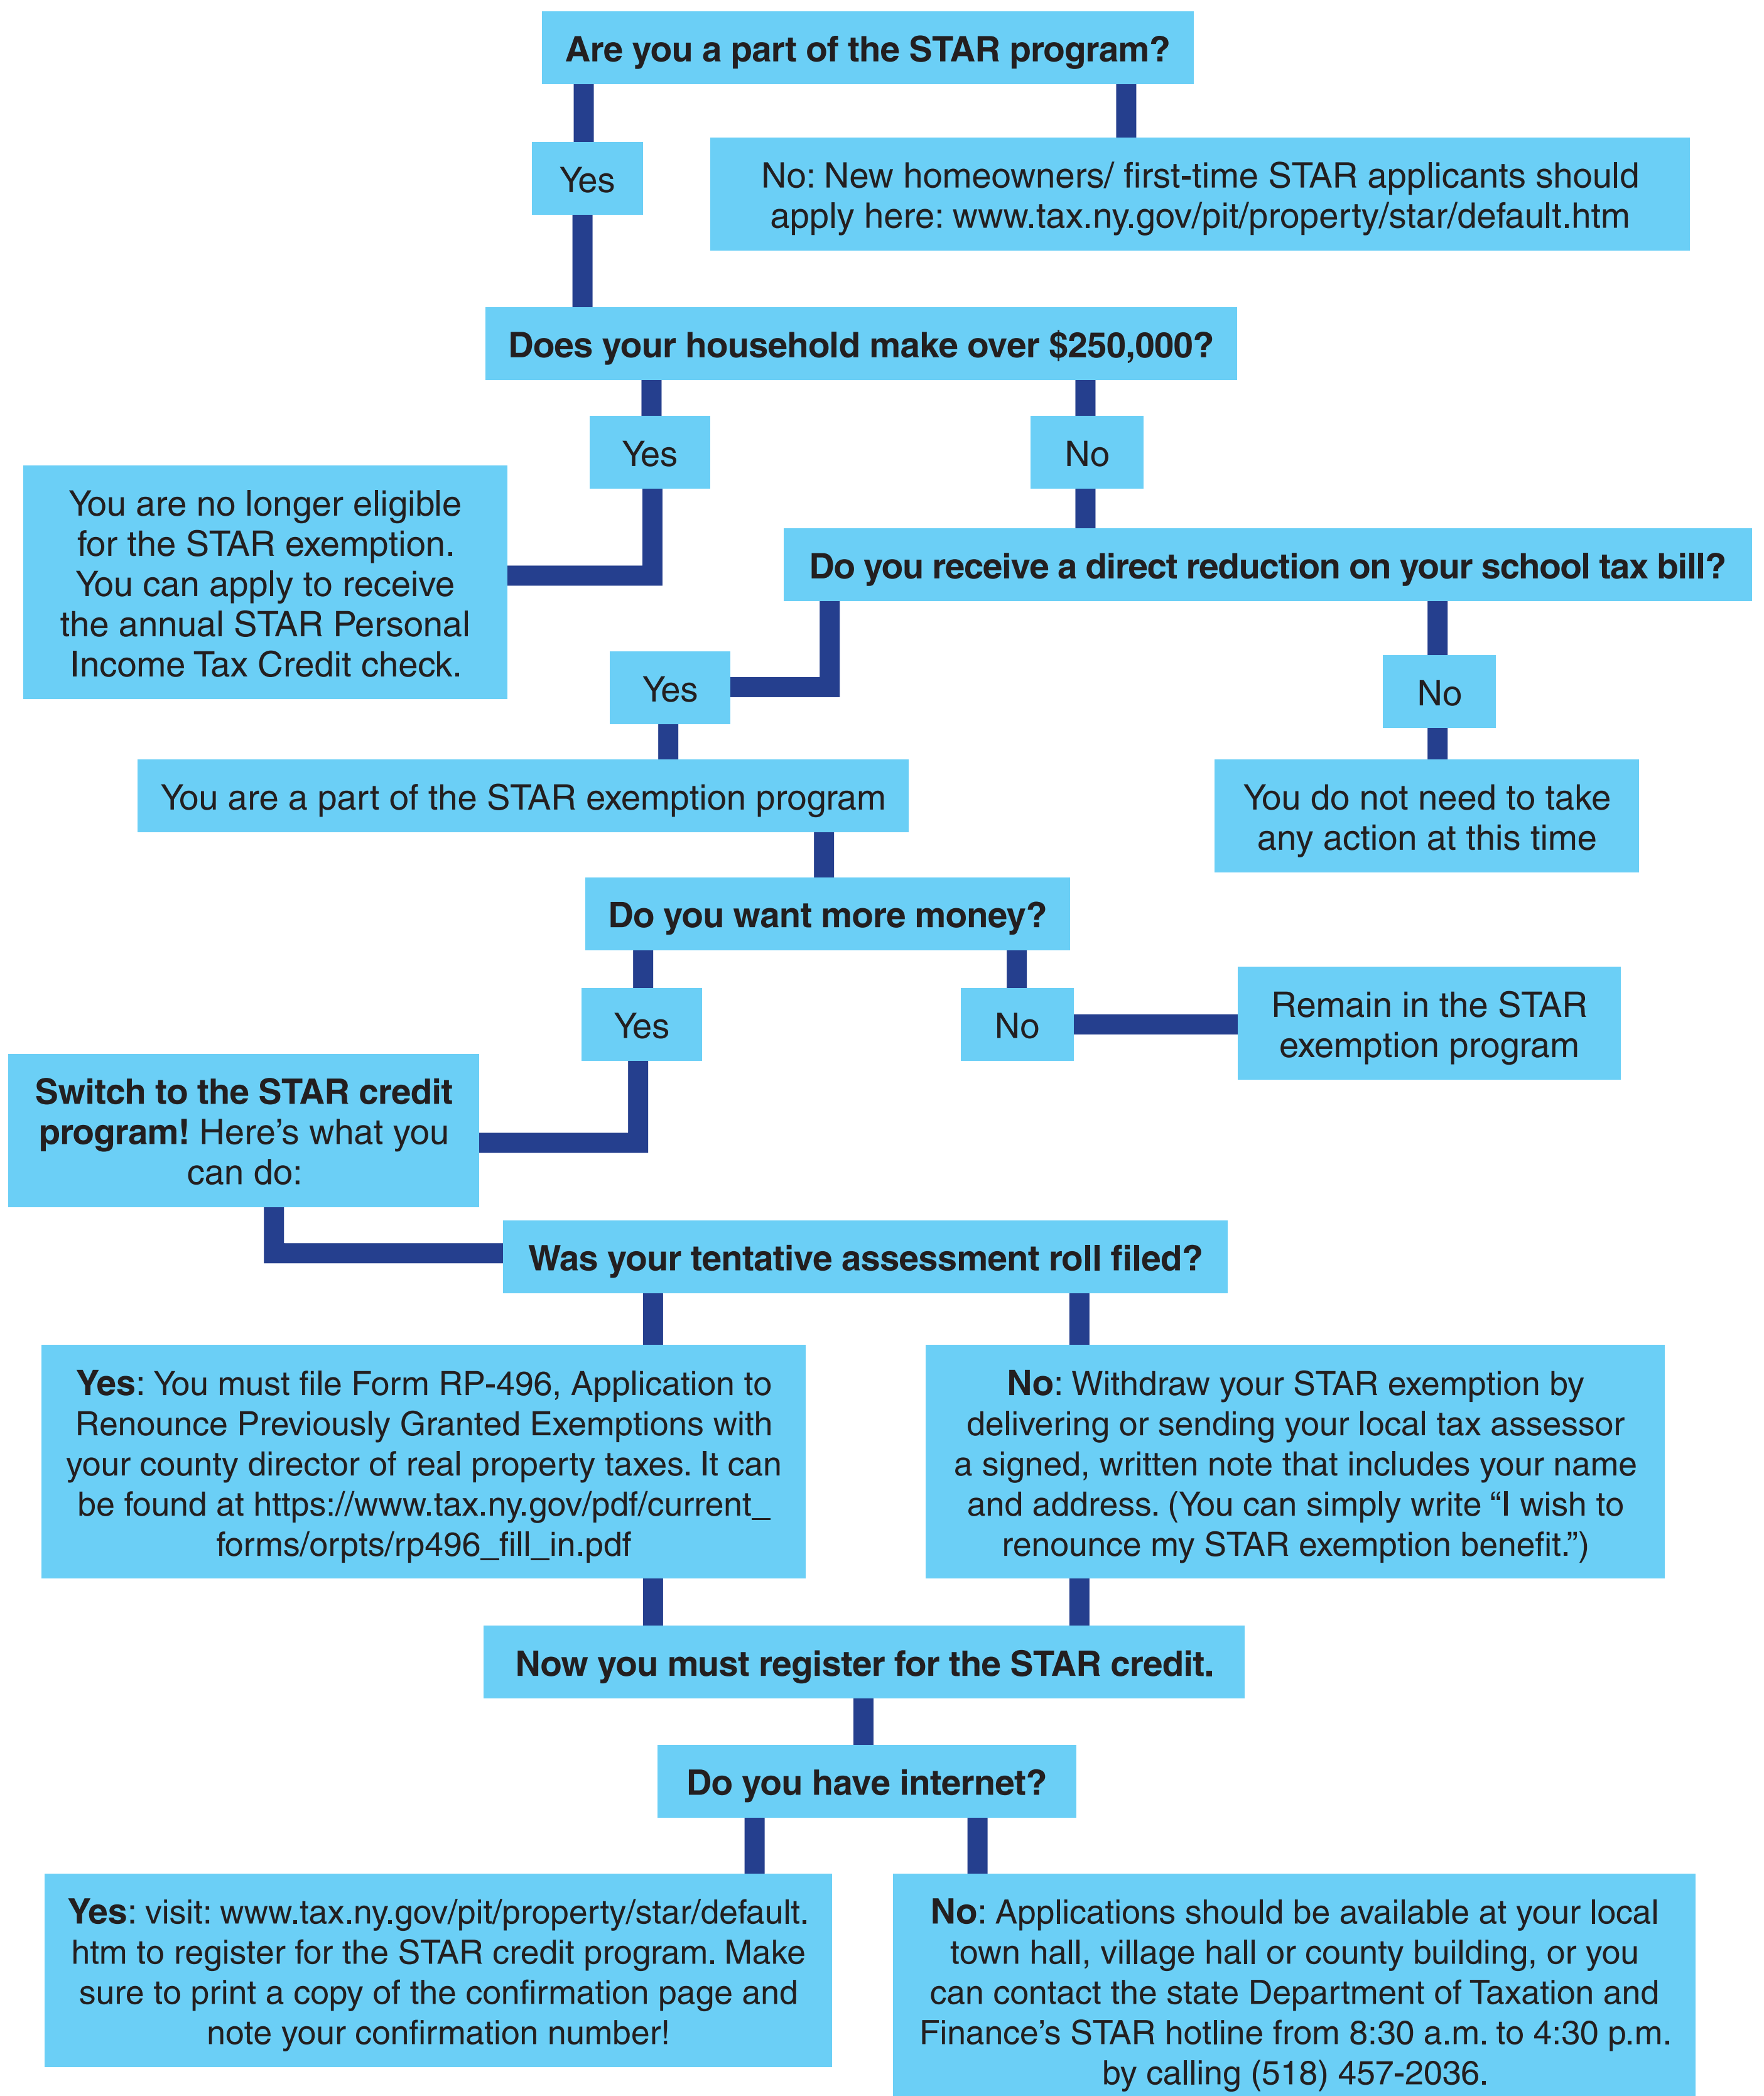 Are you a part of the STAR program?
Yes
No: New homeowners/ first-time STAR applicants should
apply here: www.tax.ny.gov/pit/property/star/default.htm
Does your household make over $250,000?
Yes
No
You are no longer eligible
for the STAR exemption.
You can apply to receive
the annual STAR Personal
Income Tax Credit check.
Do you receive a direct reduction on your school tax bill?
Yes
No
You are a part of the STAR exemption program
You do not need to take
any action at this time
Do you want more money?
Yes
No
Remain in the STAR
exemption program
Switch to the STAR credit
program! Here’s what you
can do:
Was your tentative assessment roll filed?
Yes: You must file Form RP-496, Application to
Renounce Previously Granted Exemptions with
your county director of real property taxes. It can
be found at https://www.tax.ny.gov/pdf/current_
forms/orpts/rp496_fill_in.pdf
No: Withdraw your STAR exemption by
delivering or sending your local tax assessor
a signed, written note that includes your name
and address. (You can simply write “I wish to
renounce my STAR exemption benefit.”)
Now you must register for the STAR credit.
Do you have internet?
Yes: visit: www.tax.ny.gov/pit/property/star/default.
htm to register for the STAR credit program. Make
sure to print a copy of the confirmation page and
note your confirmation number!
No: Applications should be available at your local
town hall, village hall or county building, or you
can contact the state Department of Taxation and
Finance’s STAR hotline from 8:30 a.m. to 4:30 p.m.
by calling (518) 457-2036.